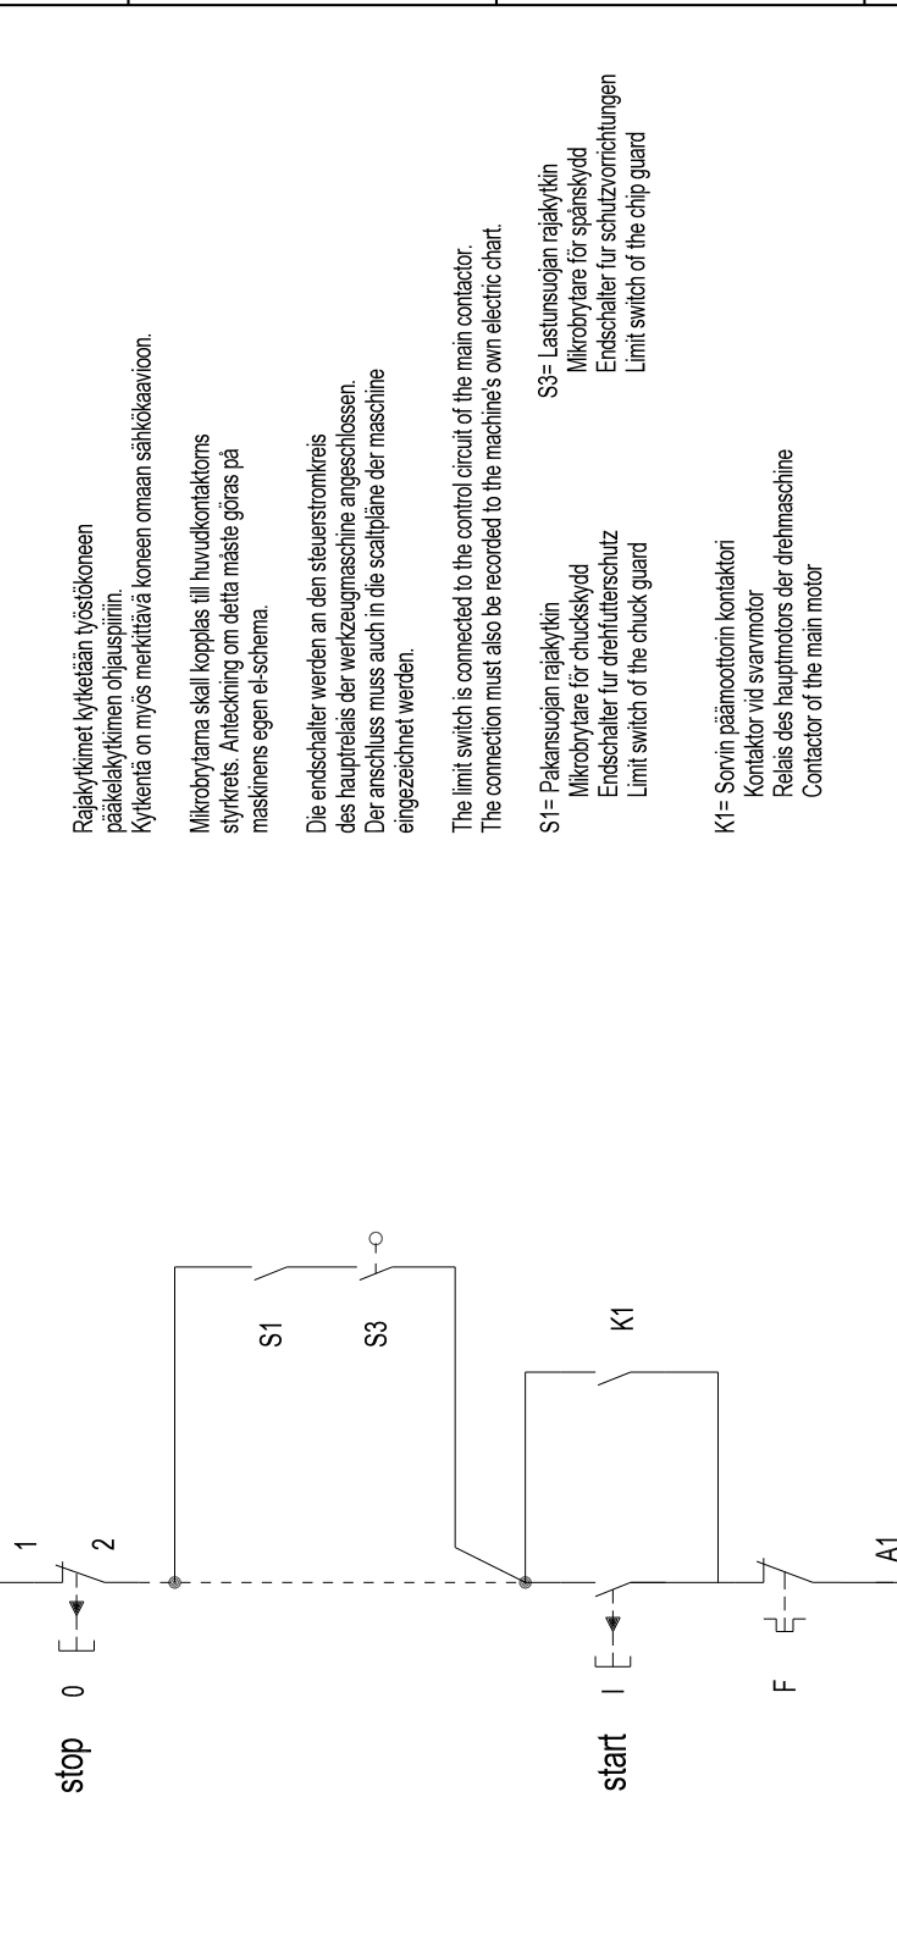 Rajakytkimet kytketään työstökoneen
pääkelakytkimen ohjauspiiriin.
Kytkentä on myös merkittävä koneen omaan sähkökaavioon.
Mikrobrytarna skall kopplas till huvudkontaktorns
styrkrets. Anteckning om detta måste göras på
maskinens egen el-schema.
Die endschalter werden an den steuerstromkreis
des hauptrelais der werkzeugmaschine angeschlossen.
Der anschluss muss auch in die scaltpläne der maschine
eingezeichnet werden.
The limit switch is connected to the control circuit of the main contactor.
The connection must also be recorded to the machine's own electric chart.
S1= Pakansuojan rajakytkin
Mikrobrytare för chuckskydd
Endschalter fur drehfutterschutz
Limit switch of the chuck guard
S3= Lastunsuojan rajakytkin
Mikrobrytare för spånskydd
Endschalter fur schutzvorrichtungen
Limit switch of the chip guard
K1= Sorvin päämoottorin kontaktori
Kontaktor vid svarvmotor
Relais des hauptmotors der drehmaschine
Contactor of the main motor
1
2
stop 0
S1
S3
K1
start I
F
A1